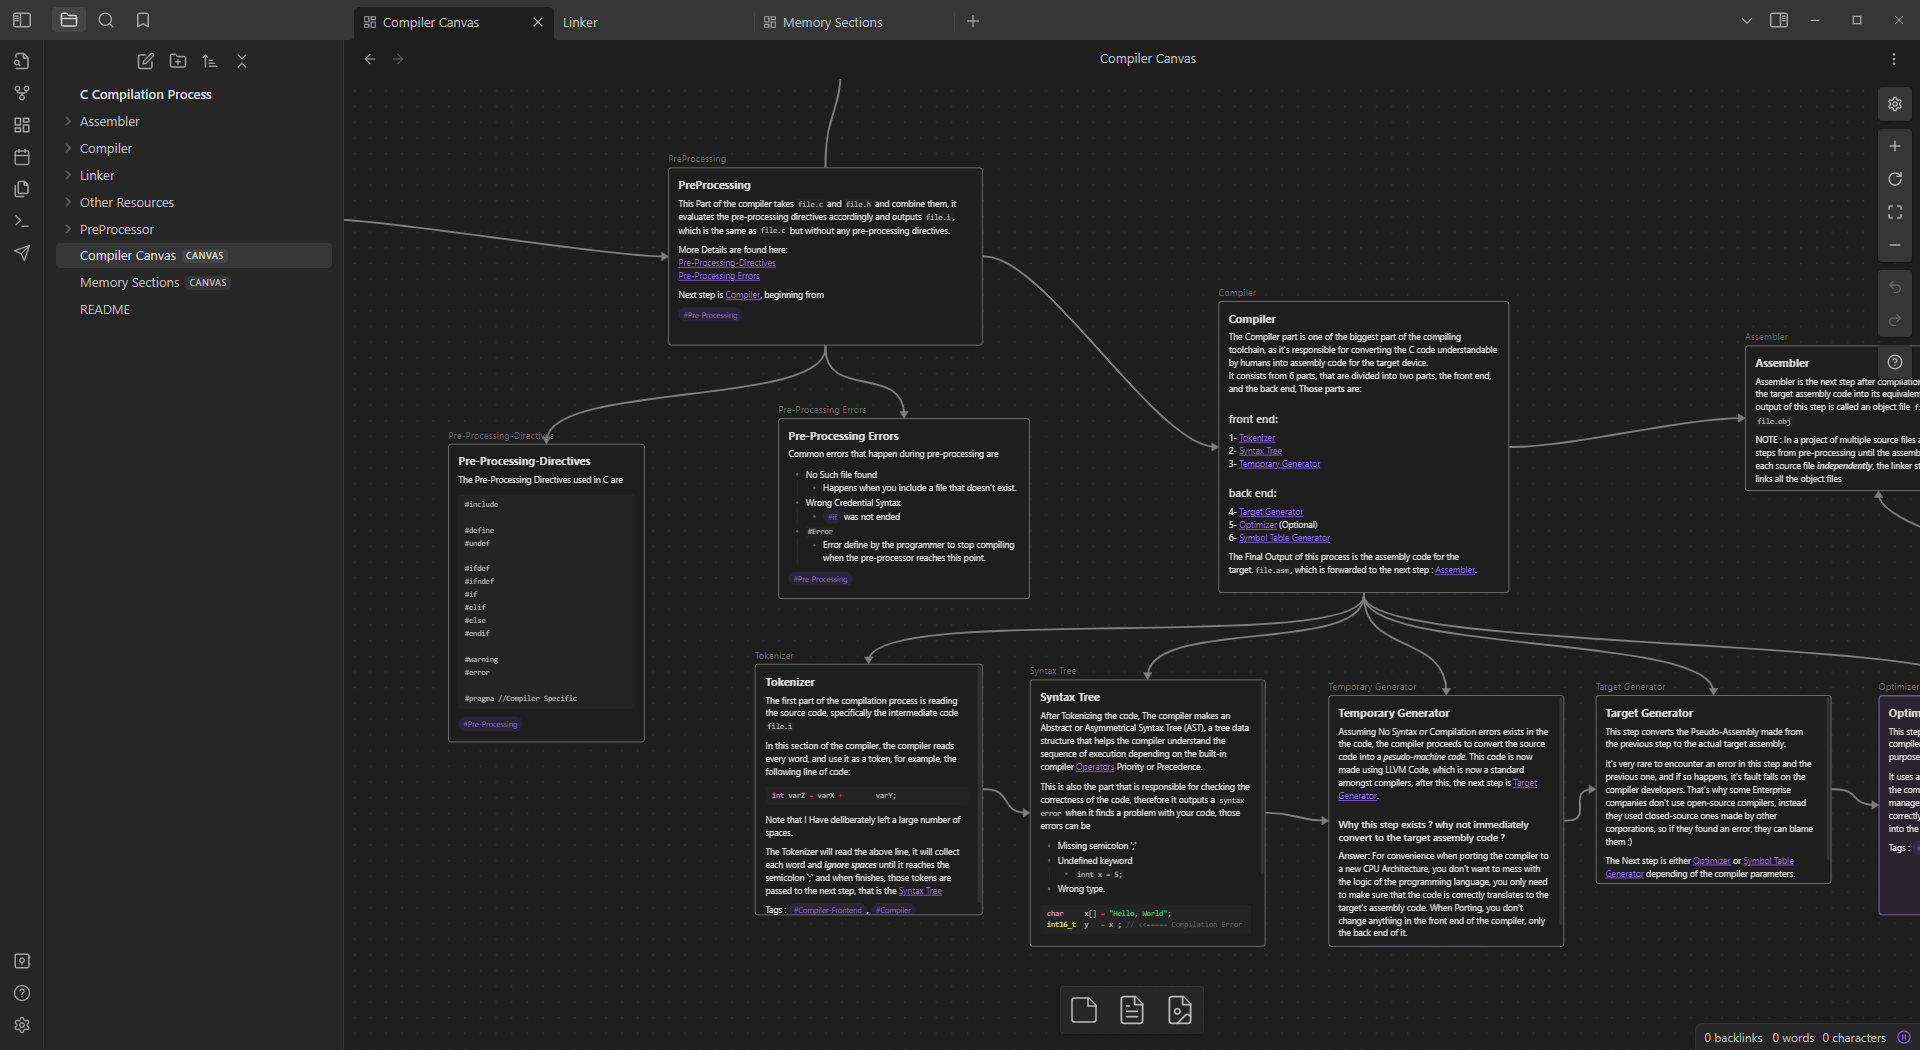 Compiler Canvas
Linker
Memory Sections
Compiler Canvas
C Compilation Process
Assembler
Compiler
Linker
Other Resources
PreProcessor
Compiler Canvas CANVAS
Memory Sections CANVAS
README
PreProcessing
PreProcessing
This Part of the compiler takes file.c and file.h and combine them, it
evaluates the pre-processing directives accordingly and outputs file.i,
which is the same as file.c but without any pre-processing directives.
More Details are found here:
Pre-Processing-Directives
Pre-Processing Errors
Next step is Compiler, beginning from
#Pre-Processing
Pre-Processing-Directives
Pre-Processing-Directives
The Pre-Processing Directives used in C are
#include
#define
#undef
#ifdef
#ifndef
#if
#elif
#else
#endif
#warning
#error
#pragma //Compiler Specific
#Pre-Processing
Pre-Processing Errors
Pre-Processing Errors
Common errors that happen during pre-processing are
No Such file found
Happens when you include a file that doesn't exist.
Wrong Credential Syntax
#if was not ended
#Error
Error define by the programmer to stop compiling
when the pre-processor reaches this point.
#Pre-Processing
Compiler
Compiler
The Compiler part is one of the biggest part of the compiling
toolchain, as it's responsible for converting the C code understandable
by humans into assembly code for the target device.
It consists from 6 parts, that are divided into two parts, the front end,
and the back end, Those parts are:
front end:
1- Tokenizer
2- Syntax Tree
3- Temporary Generator
back end:
4- Target Generator
5- Optimizer (Optional)
6- Symbol Table Generator
The Final Output of this process is the assembly code for the
target. file.asm, which is forwarded to the next step : Assembler.
Assembler
Assembler
Assembler is the next step after compilation
the target assembly code into its equivalen
output of this step is called an object file
file.obj
NOTE : In a project of multiple source files a
steps from pre-processing until the assemb
each source file independently, the linker st
links all the object files
Tokenizer
Tokenizer
The first part of the compilation process is reading
the source code, specifically the intermediate code
file.i
In this section of the compiler, the compiler reads
every word, and use it as a token, for example, the
following line of code:
int varZ = varX + varY;
Note that I Have deliberately left a large number of
spaces.
The Tokenizer will read the above line, it will collect
each word and ignore spaces until it reaches the
semicolon ';' and when finishes, those tokens are
passed to the next step, that is the Syntax Tree
Tags : #Compiler-Frontend , #Compiler
Syntax Tree
Syntax Tree
After Tokenizing the code, The compiler makes an
Abstract or Asymmetrical Syntax Tree (AST), a tree data
structure that helps the compiler understand the
sequence of execution depending on the built-in
compiler Operators Priority or Precedence.
This is also the part that is responsible for checking the
correctness of the code, therefore it outputs a syntax
error when it finds a problem with your code, those
errors can be
Missing semicolon ';'
Undefined keyword
innt x = 5;
Wrong type.
char x[] = "Hello, World";
int16_t y = x ; // <<===== Compilation Error
Temporary Generator
Temporary Generator
Assuming No Syntax or Compilation errors exists in the
the code, the compiler proceeds to convert the source
code into a pesudo-machine code. This code is now
made using LLVM Code, which is now a standard
amongst compilers, after this, the next step is Target
Generator.
Why this step exists ? why not immediately
convert to the target assembly code ?
Answer: For convenience when porting the compiler to
a new CPU Architecture, you don't want to mess with
the logic of the programming language, you only need
to make sure that the code is correctly translates to the
target's assembly code. When Porting, you don't
change anything in the front end of the compiler, only
the back end of it.
Target Generator
Target Generator
This step converts the Pseudo-Assembly made from
the previous step to the actual target assembly.
It's very rare to encounter an error in this step and the
previous one, and if so happens, it's fault falls on the
compiler developers. That's why some Enterprise
companies don't use open-source compilers, instead
they used closed-source ones made by other
corporations, so if they found an error, they can blame
them :)
The Next step is either Optimizer or Symbol Table
Generator depending of the compiler parameters.
Optimizer
Optim
This step
compiler
purpose
It uses a
the com
manage
correctly
into the
Tags :
0 backlinks 0 words 0 characters